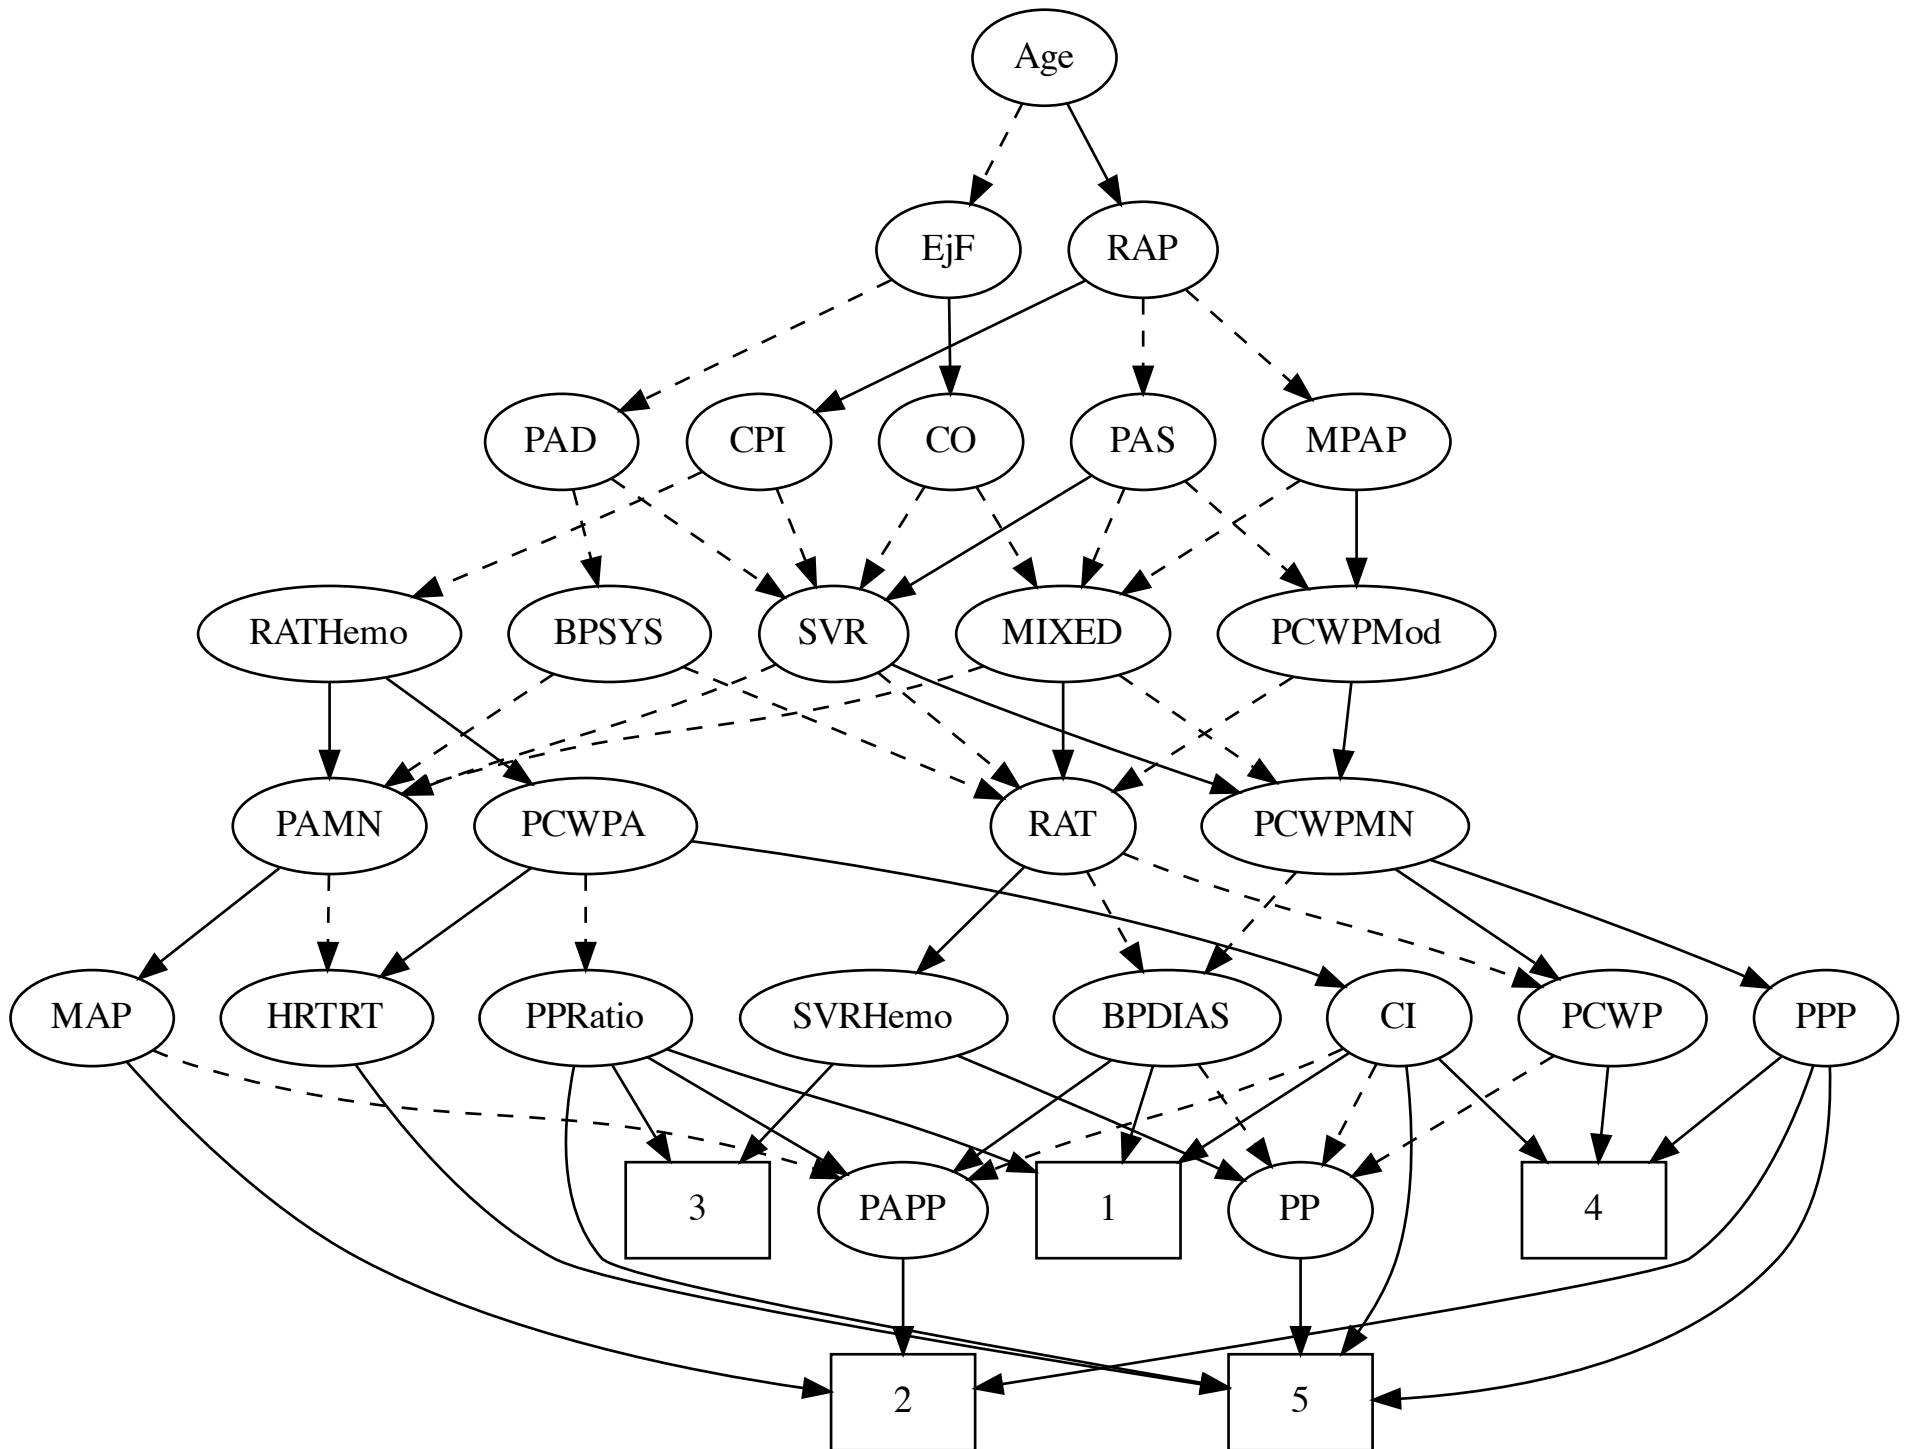 Age
EjF
RAP
PAD
CPI
CO
PAS
MPAP
RATHemo
BPSYS
SVR
MIXED
PCWPMod
PAMN
PCWPA
RAT
PCWPMN
MAP
HRTRT
PPRatio
SVRHemo
BPDIAS
CI
PCWP
PPP
3
PAPP
1
PP
4
2
5